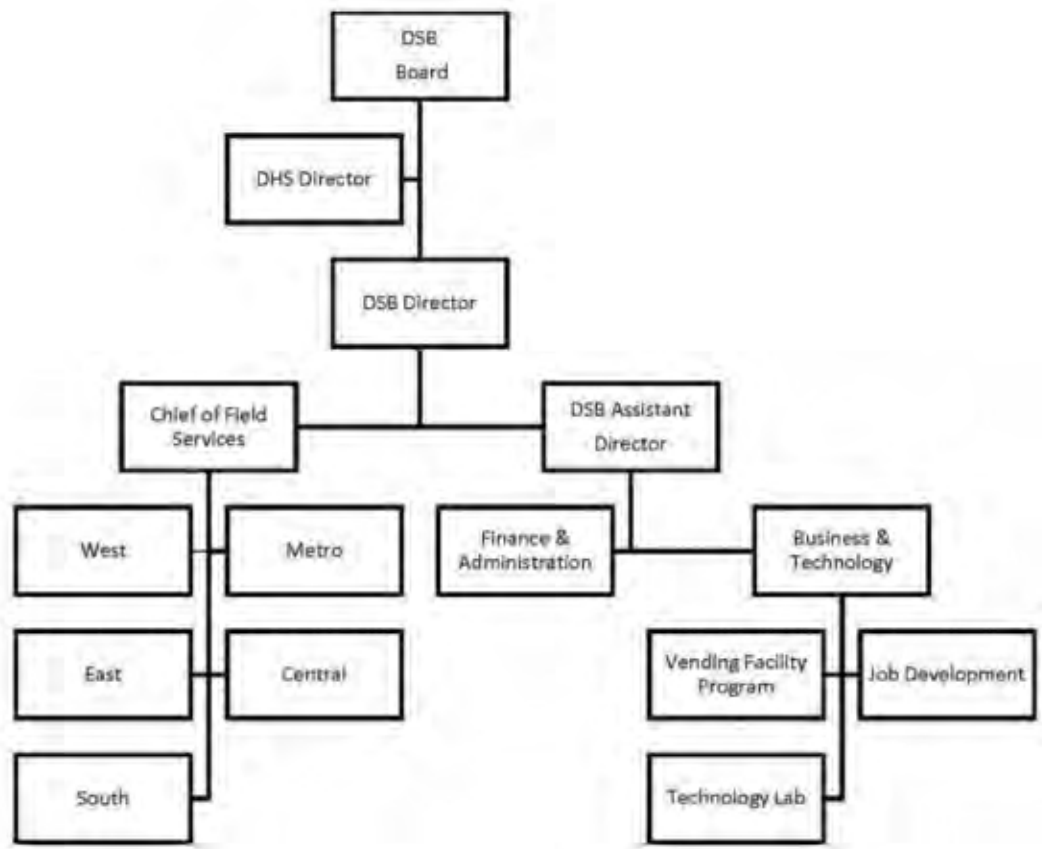 DSB
Board
DHS Director
DSB Director
Chief of Field
Services
DSB Assistant
Director
West
Metro
Finance &
Administration
Business &
Technology
East
Central
Vending Facility
Program
Job Development
South
Technology Lab